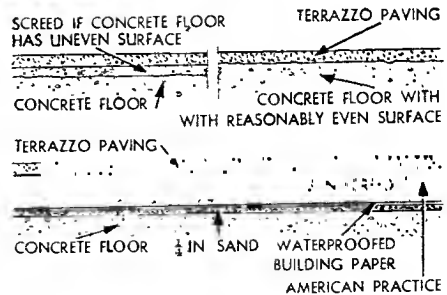 SCREED IF CONCRETE FLOOR
HAS UNEVEN SURFACE
TERRAZZO PAVING
CONCRETE FLOOR
CONCRETE FLOOR WITH
WITH REASONABLY EVEN SURFACE
TERRAZZO PAVING
CONCRETE FLOOR
½ IN SAND
WATERPROOFED
BUILDING PAPER
AMERICAN PRACTICE